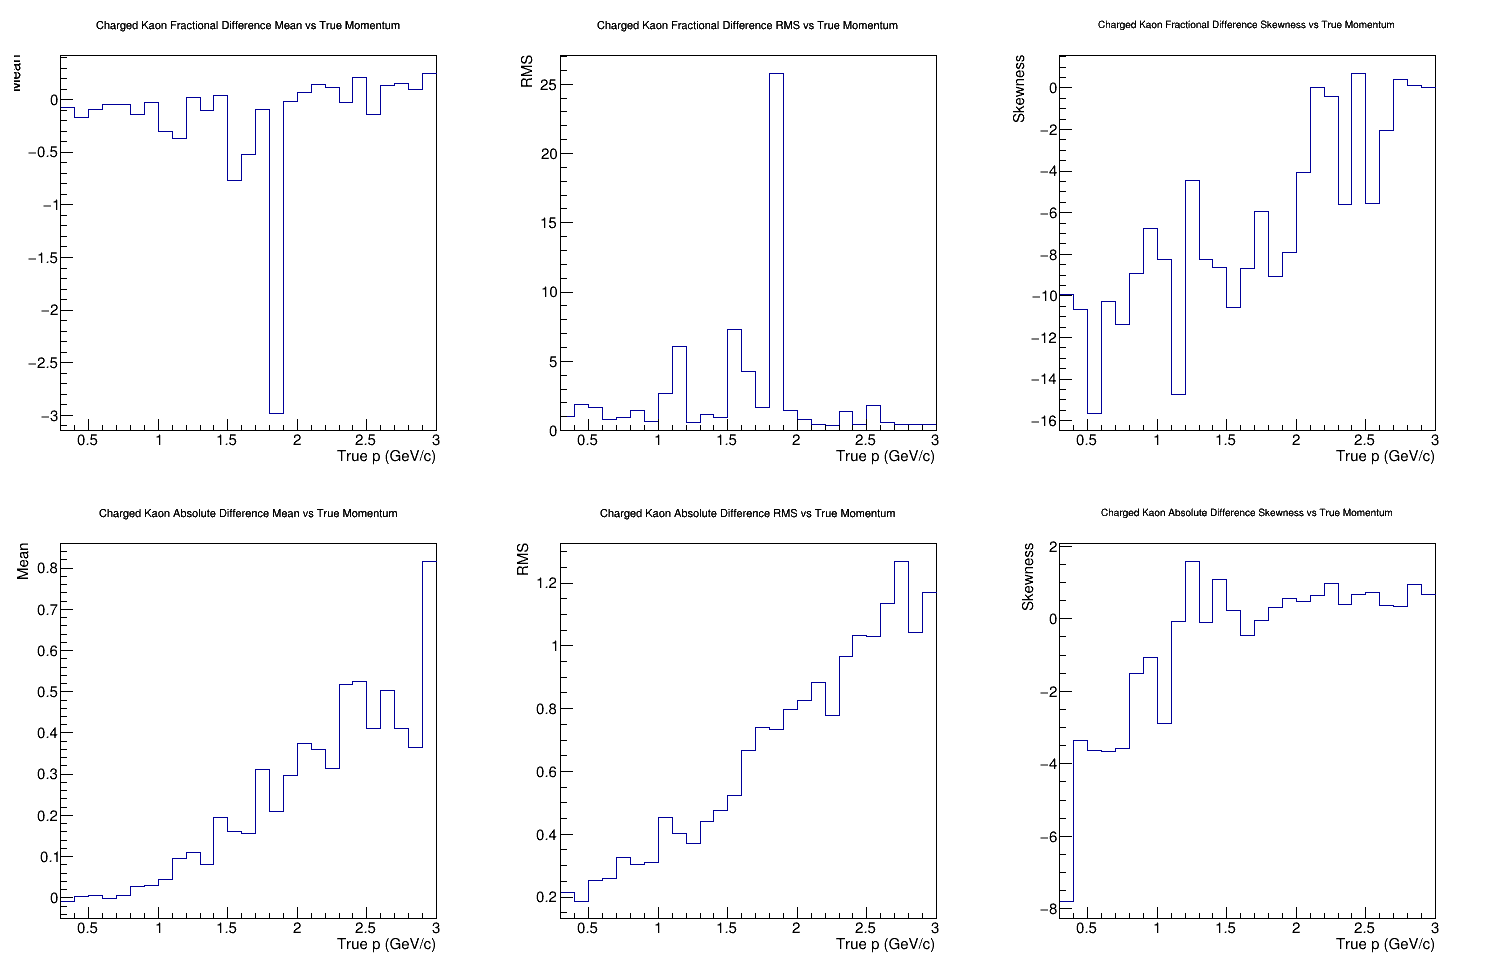 Charged Kaon Fractional Difference Mean vs True Momentum
Mean
0
−0.5
−1
−1.5
−2
−2.5
−3
0.5 1 1.5 2 2.5 3
True p (GeV/c)
Charged Kaon Fractional Difference RMS vs True Momentum
RMS
25
20
15
10
5
0
0.5 1 1.5 2 2.5 3
True p (GeV/c)
Charged Kaon Fractional Difference Skewness vs True Momentum
Skewness
0
−2
−4
−6
−8
−10
−12
−14
−16
0.5 1 1.5 2 2.5 3
True p (GeV/c)
Charged Kaon Absolute Difference Mean vs True Momentum
Mean
0.8
0.7
0.6
0.5
0.4
0.3
0.2
0.1
0
0.5 1 1.5 2 2.5 3
True p (GeV/c)
Charged Kaon Absolute Difference RMS vs True Momentum
RMS
1.2
1
0.8
0.6
0.4
0.2
0.5 1 1.5 2 2.5 3
True p (GeV/c)
Charged Kaon Absolute Difference Skewness vs True Momentum
Skewness
2
0
−2
−4
−6
−8
0.5 1 1.5 2 2.5 3
True p (GeV/c)